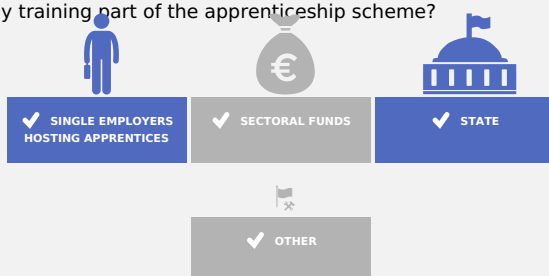 y training part of the apprenticeship scheme?
€
SINGLE EMPLOYERS
HOSTING APPRENTICES
SECTORAL FUNDS
STATE
OTHER